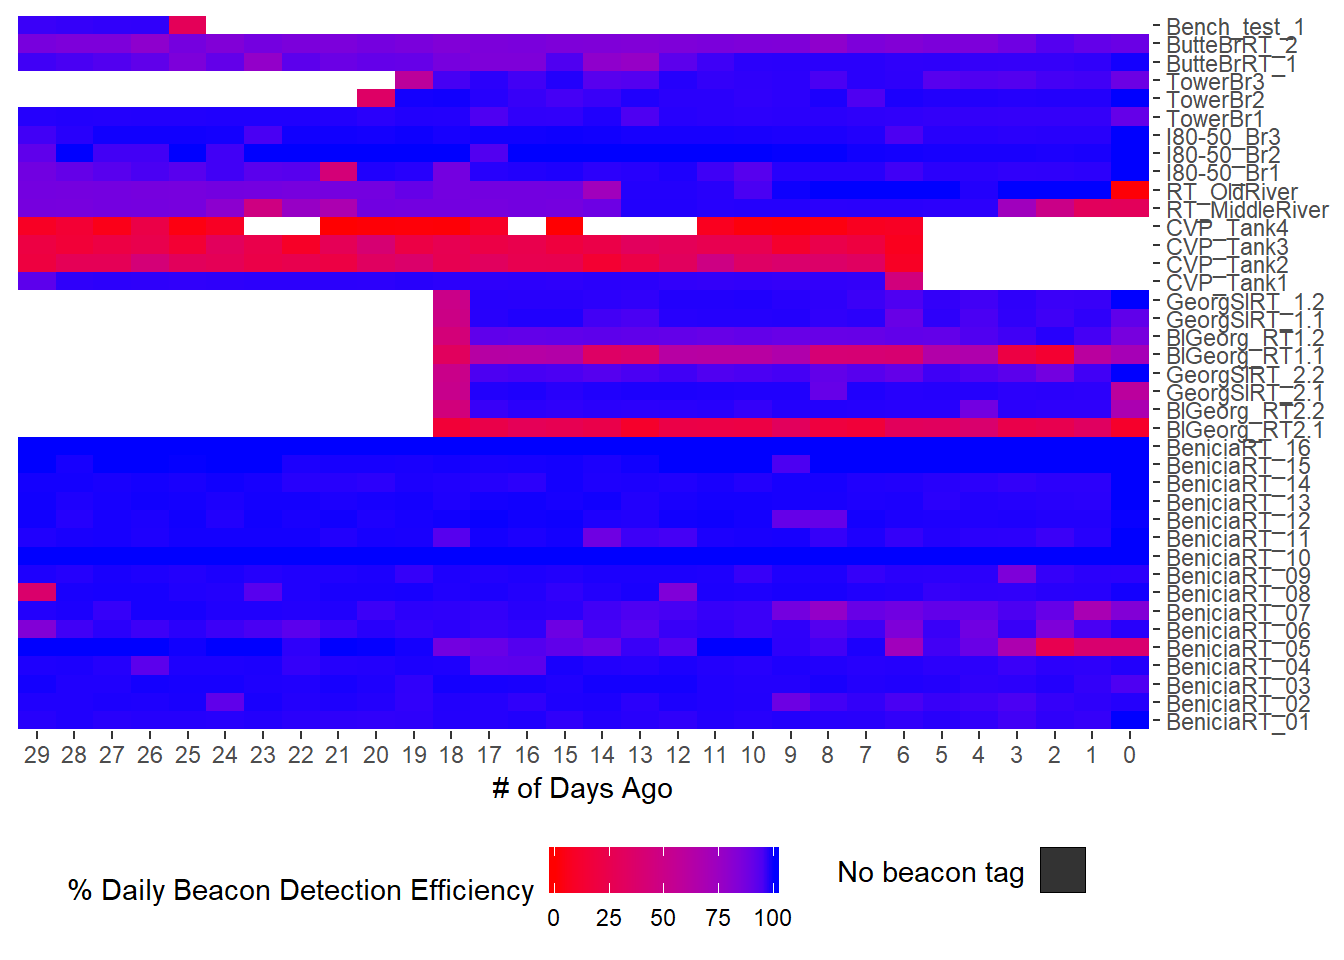 Bench_test_1
ButteBrRT_2
ButteBrRT_1
TowerBr3
TowerBr2
TowerBr1
I80-50_Br3
I80-50_Br2
I80-50_Br1
RT_OldRiver
RT_MiddleRiver
CVP_Tank4
CVP_Tank3
CVP_Tank2
CVP_Tank1
GeorgSlRT_1.2
GeorgSlRT_1.1
BlGeorg_RT1.2
BlGeorg_RT1.1
GeorgSlRT_2.2
GeorgSlRT_2.1
BlGeorg_RT2.2
BlGeorg_RT2.1
BeniciaRT_16
BeniciaRT_15
BeniciaRT_14
BeniciaRT_13
BeniciaRT_12
BeniciaRT_11
BeniciaRT_10
BeniciaRT_09
BeniciaRT_08
BeniciaRT_07
BeniciaRT_06
BeniciaRT_05
BeniciaRT_04
BeniciaRT_03
BeniciaRT_02
BeniciaRT_01
29 28 27 26 25 24 23 22 21 20 19 18 17 16 15 14 13 12 11 10 9 8 7 6 5 4 3 2 1 0
# of Days Ago
% Daily Beacon Detection Efficiency
0 25 50 75 100
No beacon tag